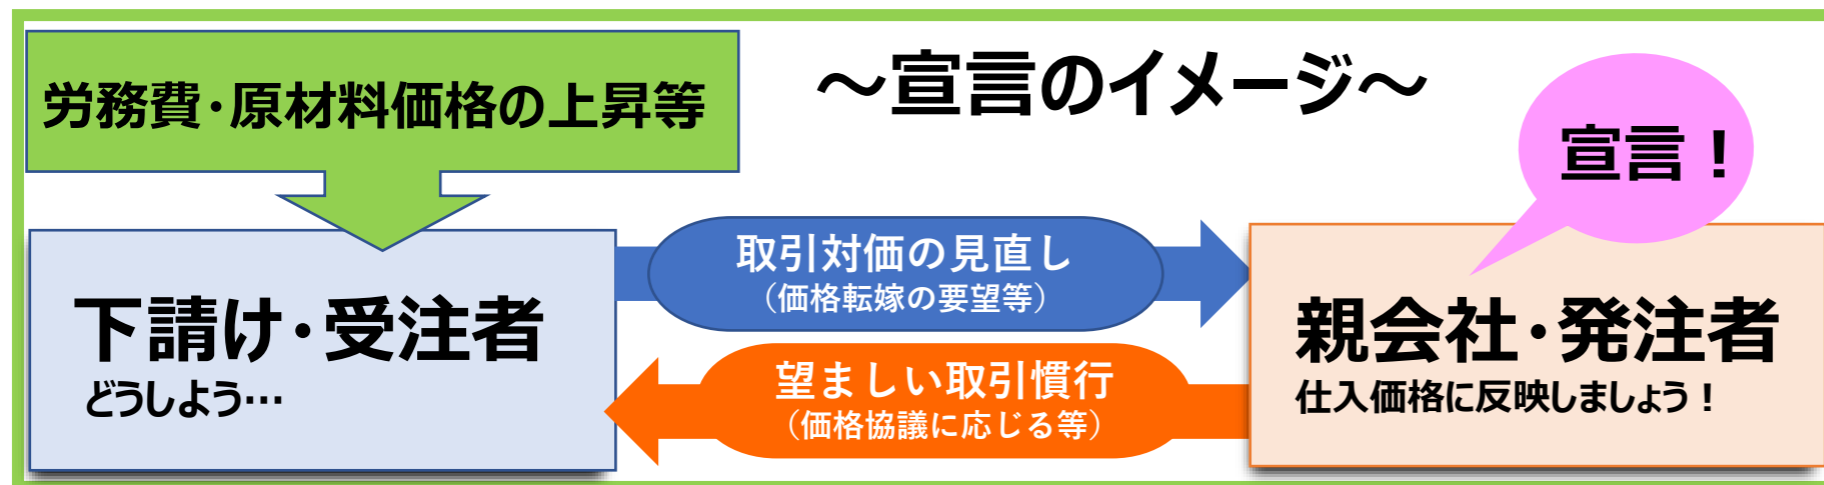 労務費･原材料価格の上昇等
～宣言のイメージ～
宣言！
取引対価の見直し
（価格転嫁の要望等）
下請け･受注者
どうしよう…
望ましい取引慣行
（価格協議に応じる等）
親会社･発注者
仕入価格に反映しましょう！